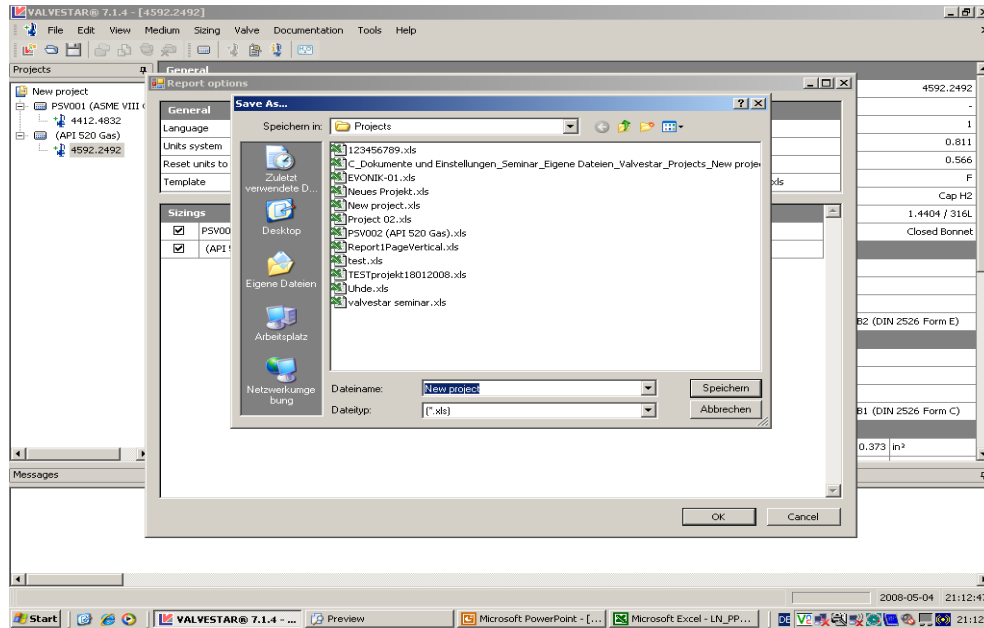 VALVESTAR® 7.1.4 - [4592.2492]
File Edit View Medium Sizing Valve Documentation Tools Help
Projects
General
New project
PSV001 (ASME VIII
4412.4832
(API 520 Gas)
4592.2492
Report options
General
Language
Units system
Reset units to
Template
xls
Sizings
PSV00
(API
Save As...
Speichern in:
Projects
Zuletzt
verwendete D...
Desktop
Eigene Dateien
Arbeitsplatz
Netzwerkumge
bung
123456789.xls
C_Dokumente und Einstellungen_Seminar_Eigene Dateien_Valvestar_Projects_New proje
EVONIK-01.xls
Neues Projekt.xls
New project.xls
Project 02.xls
PSV002 (API 520 Gas).xls
Report1PageVertical.xls
test.xls
TESTprojekt18012008.xls
Uhde.xls
valvestar seminar.xls
Dateiname:
New project
Speichern
Dateityp:
(*.xls)
Abbrechen
OK
Cancel
4592.2492
-
1
0.811
0.566
F
Cap H2
1.4404 / 316L
Closed Bonnet
B2 (DIN 2526 Form E)
B1 (DIN 2526 Form C)
0.373 in²
Messages
2008-05-04 21:12:47
Start
VALVESTAR® 7.1.4 - ...
Preview
Microsoft PowerPoint - [...
Microsoft Excel - LN_PP...
DE
21:12